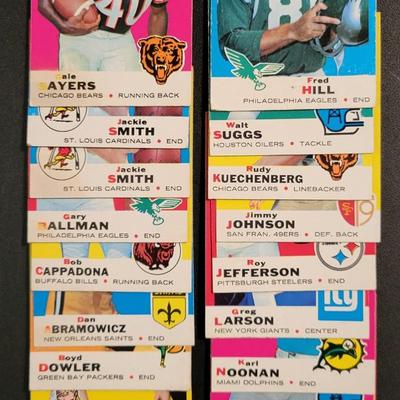 40
Gale
SAYERS
CHICAGO BEARS • RUNNING BACK
Jackie
SMITH
ST. LOUIS CARDINALS • END
Jackie
SMITH
ST. LOUIS CARDINALS • END
Gary
BALLMAN
PHILADELPHIA EAGLES • END
Bob
CAPPADONA
BUFFALO BILLS • RUNNING BACK
Dan
ABRAMOWICZ
NEW ORLEANS SAINTS • END
Boyd
DOWLER
GREEN BAY PACKERS • END
8
Fred
HILL
PHILADELPHIA EAGLES • END
Walt
SUGGS
HOUSTON OILERS • TACKLE
Rudy
KUECHENBERG
CHICAGO BEARS • LINEBACKER
Jimmy
JOHNSON
SAN FRAN. 49ERS • DEF. BACK
Roy
JEFFERSON
PITTSBURGH STEELERS • END
Greg
LARSON
NEW YORK GIANTS • CENTER
Karl
NOONAN
MIAMI DOLPHINS • END